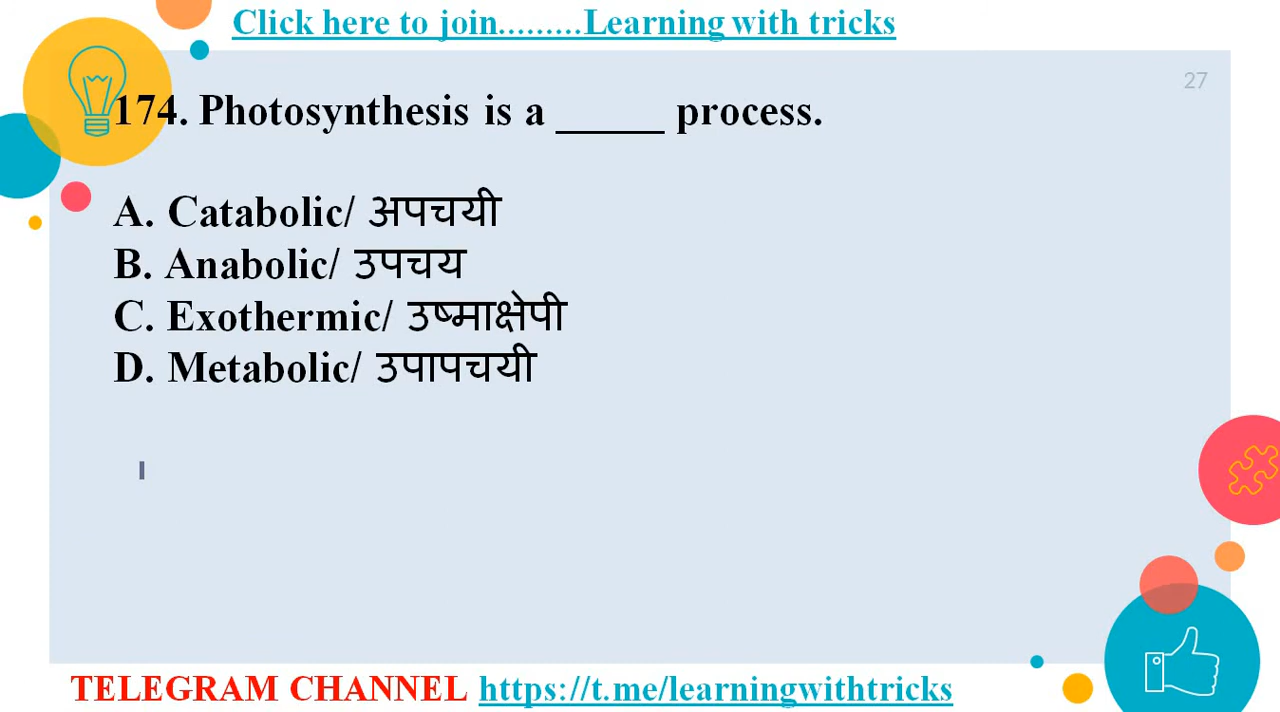 Click here to join.........Learning with tricks
27
174. Photosynthesis is a _____ process.
A. Catabolic/ अपचयी
B. Anabolic/ उपचय
C. Exothermic/ उष्माक्षेपी
D. Metabolic/ उपापचयी
TELEGRAM CHANNEL https://t.me/learningwithtricks